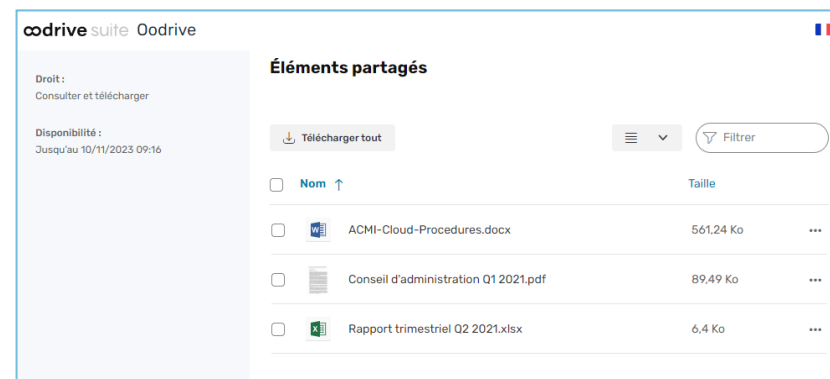 oodrive suite Oodrive
Droit :
Consulter et télécharger
Disponibilité :
Jusqu'au 10/11/2023 09:16
Éléments partagés
Télécharger tout
Filtrer
Nom ↑
Taille
ACMI-Cloud-Procedures.docx
561,24 Ko
Conseil d'administration Q1 2021.pdf
89,49 Ko
Rapport trimestriel Q2 2021.xlsx
6,4 Ko